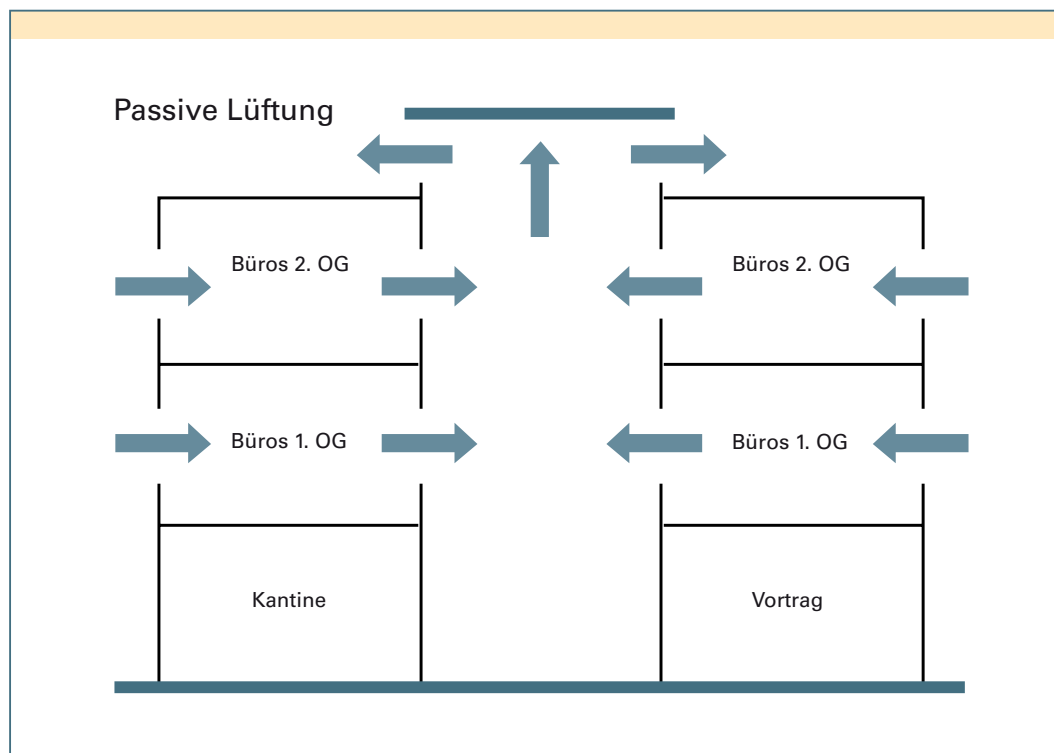 Passive Lüftung
Büros 2. OG
Büros 2. OG
Büros 1. OG
Büros 1. OG
Kantine
Vortrag